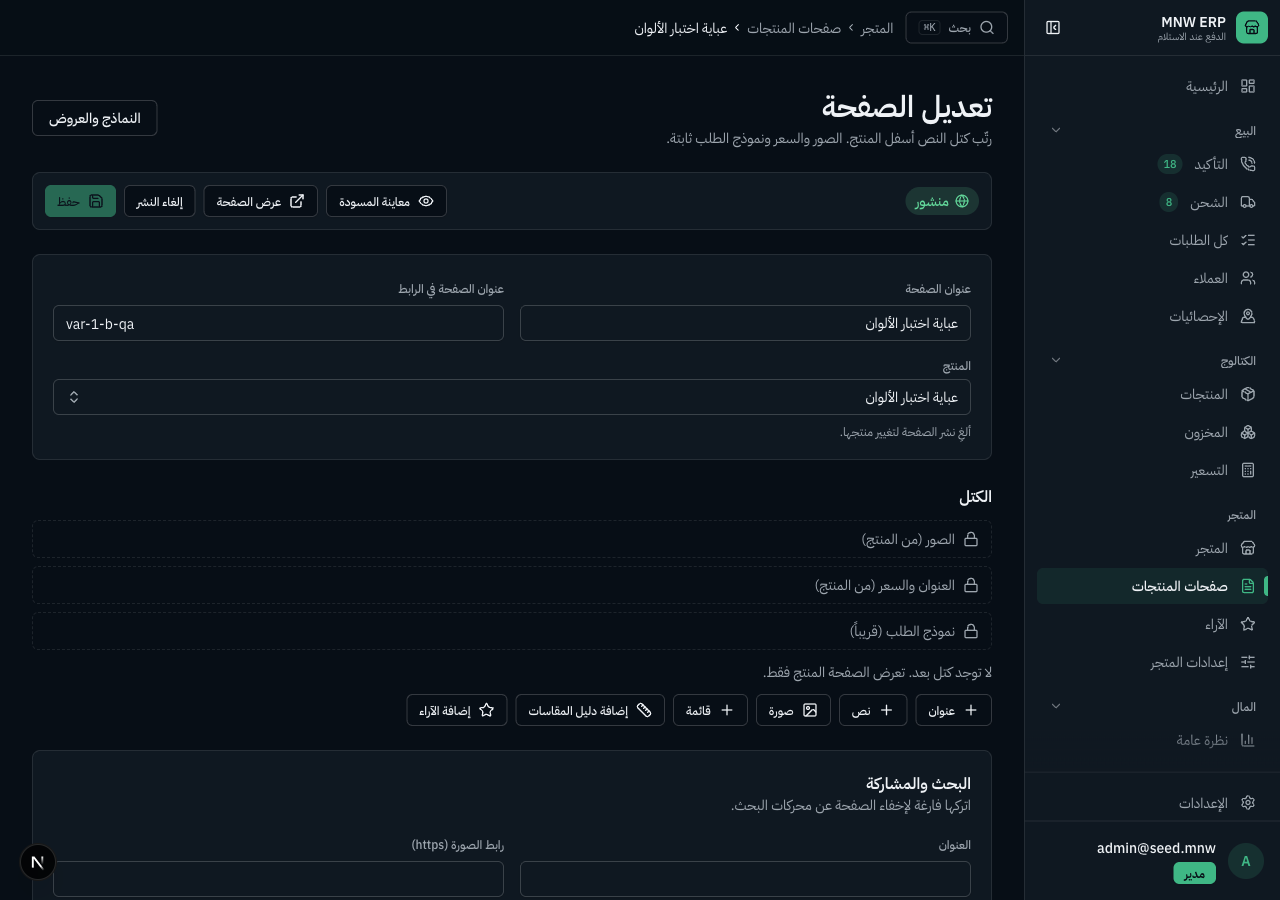 MNW ERP
الدفع عند الاستلام
الرئيسية
البيع
التأكيد 18
الشحن 8
كل الطلبات
العملاء
الإحصائيات
الكتالوج
المنتجات
المخزون
التسعير
المتجر
المتجر
صفحات المنتجات
الآراء
إعدادات المتجر
المال
نظرة عامة
الإعدادات
admin@seed.mnw
A
مدير
بحث ⌘K
المتجر › صفحات المنتجات › عباية اختبار الألوان
تعديل الصفحة
رتّب كتل النص أسفل المنتج. الصور والسعر ونموذج الطلب ثابتة.
النماذج والعروض
منشور
معاينة المسودة
عرض الصفحة
إلغاء النشر
حفظ
عنوان الصفحة
عباية اختبار الألوان
عنوان الصفحة في الرابط
var-1-b-qa
المنتج
عباية اختبار الألوان
ألغِ نشر الصفحة لتغيير منتجها.
الكتل
الصور (من المنتج)
العنوان والسعر (من المنتج)
نموذج الطلب (قريباً)
لا توجد كتل بعد. تعرض الصفحة المنتج فقط.
عنوان
نص
صورة
قائمة
إضافة دليل المقاسات
إضافة الآراء
البحث والمشاركة
اتركها فارغة لإخفاء الصفحة عن محركات البحث.
العنوان
رابط الصورة (https)
N